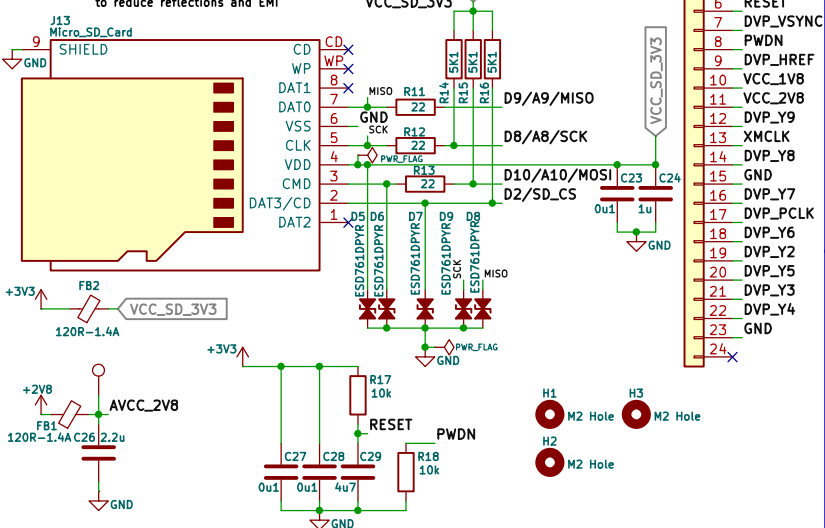 to reduce reflections and EMI
VCC_SD_3V3
J13
Micro_SD_Card
9
SHIELD
GND
CD
CD
WP
WP
DAT1
8
DAT0
7
VSS
6
CLK
5
VDD
4
CMD
3
DAT3/CD
2
DAT2
1
MISO
R11
22
D9/A9/MISO
GND
SCK
R12
22
D8/A8/SCK
PWR_FLAG
R13
22
D10/A10/MOSI
D2/SD_CS
R14
5K1
R15
5K1
R16
5K1
VCC_SD_3V3
C23
0u1
C24
1u
GND
D5
ESD761DPYR
D6
ESD761DPYR
D7
ESD761DPYR
D9
ESD761DPYR
SCK
D8
ESD761DPYR
MISO
PWR_FLAG
GND
+3V3
FB2
120R-1.4A
VCC_SD_3V3
+2V8
FB1
120R-1.4A
AVCC_2V8
C26
2.2u
GND
+3V3
R17
10k
RESET
PWDN
C27
0u1
C28
0u1
C29
4u7
R18
10k
GND
H1
M2 Hole
H3
M2 Hole
H2
M2 Hole
6
RESET
7
DVP_VSYNC
8
PWDN
9
DVP_HREF
10
VCC_1V8
11
VCC_2V8
12
DVP_Y9
13
XMCLK
14
DVP_Y8
15
GND
16
DVP_Y7
17
DVP_PCLK
18
DVP_Y6
19
DVP_Y2
20
DVP_Y5
21
DVP_Y3
22
DVP_Y4
23
GND
24